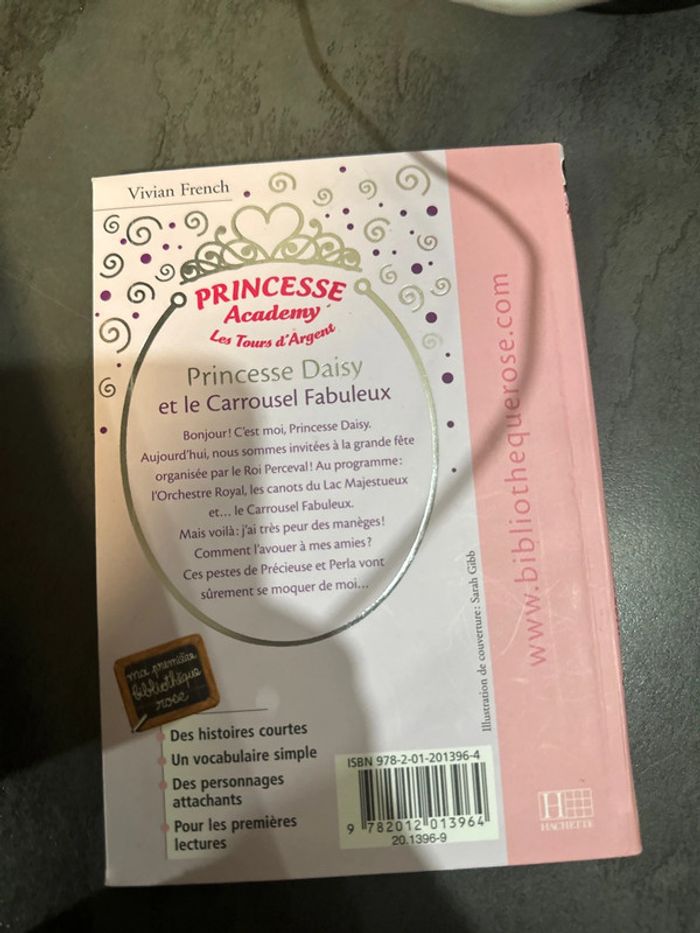 Vivian French
PRINCESSE
Academy
Les Tours d'Argent
Princesse Daisy
et le Carrousel Fabuleux
Bonjour! C'est moi, Princesse Daisy.
Aujourd'hui, nous sommes invitées à la grande fête
organisée par le Roi Perceval! Au programme:
l'Orchestre Royal, les canots du Lac Majestueux
et... le Carrousel Fabuleux.
Mais voilà: j'ai très peur des manèges!
Comment l'avouer à mes amies?
Ces pestes de Précieuse et Perla vont
sûrement se moquer de moi...
ma première
bibliothèque
rose
Des histoires courtes
Un vocabulaire simple
Des personnages
attachants
Pour les premières
lectures
Illustration de couverture: Sarah Gibb
ISBN 978-2-01-201396-4
9 782012 013964
20.1396-9
www.bibliothequerose.com
H
HACHETTE